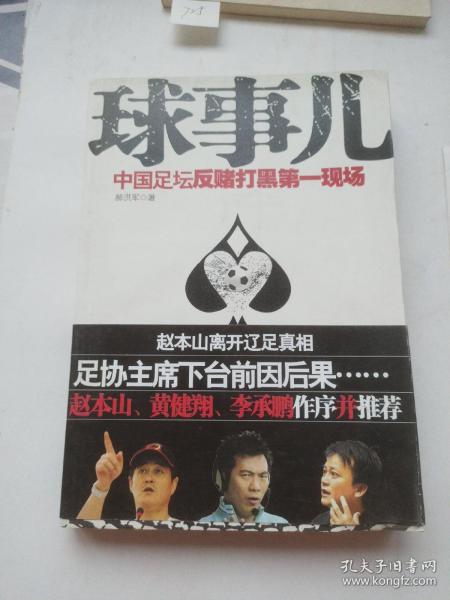 725
球事儿
中国足坛反赌打黑第一现场
郝洪军◎著
赵本山离开辽足真相
足协主席下台前因后果……
赵本山、黄健翔、李承鹏作序并推荐
孔夫子旧书网
www.kongfz.com